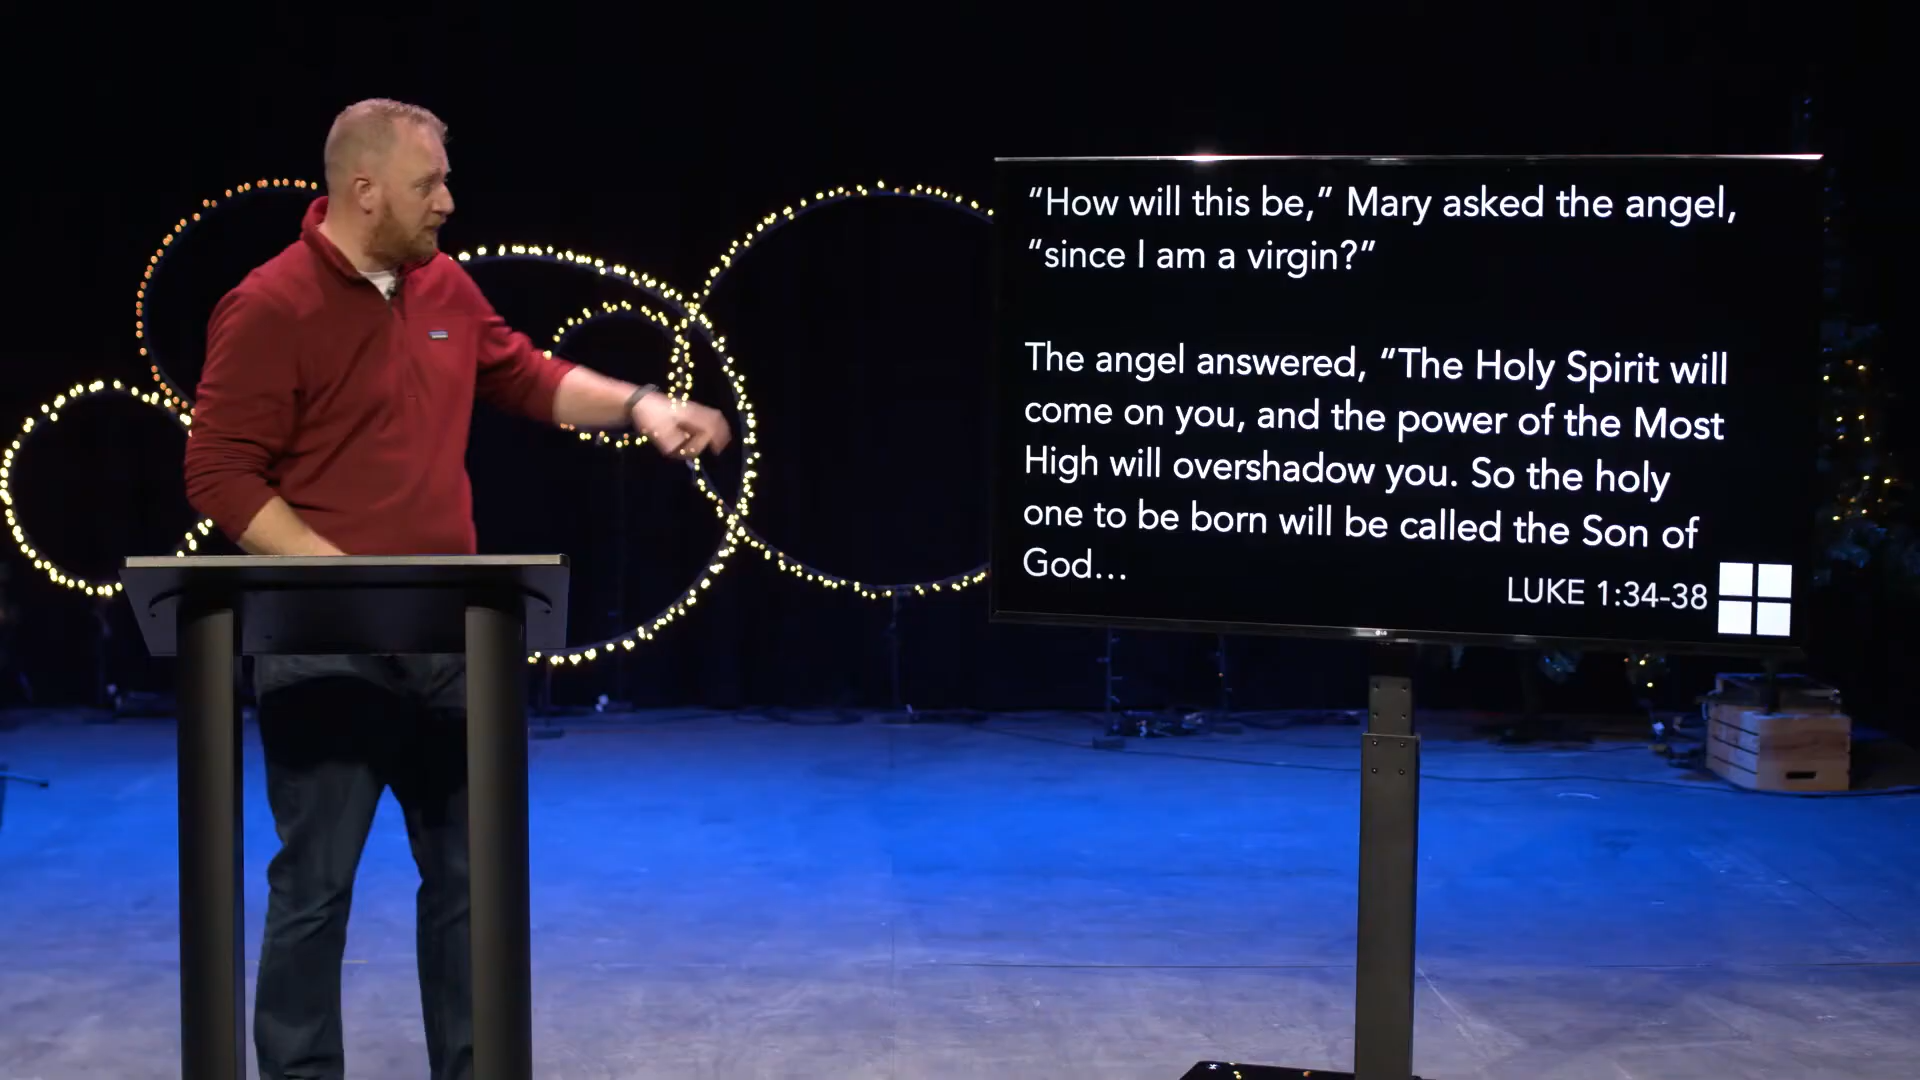 “How will this be,” Mary asked the angel,
“since I am a virgin?”
The angel answered, “The Holy Spirit will
come on you, and the power of the Most
High will overshadow you. So the holy
one to be born will be called the Son of
God...
LUKE 1:34-38
LG